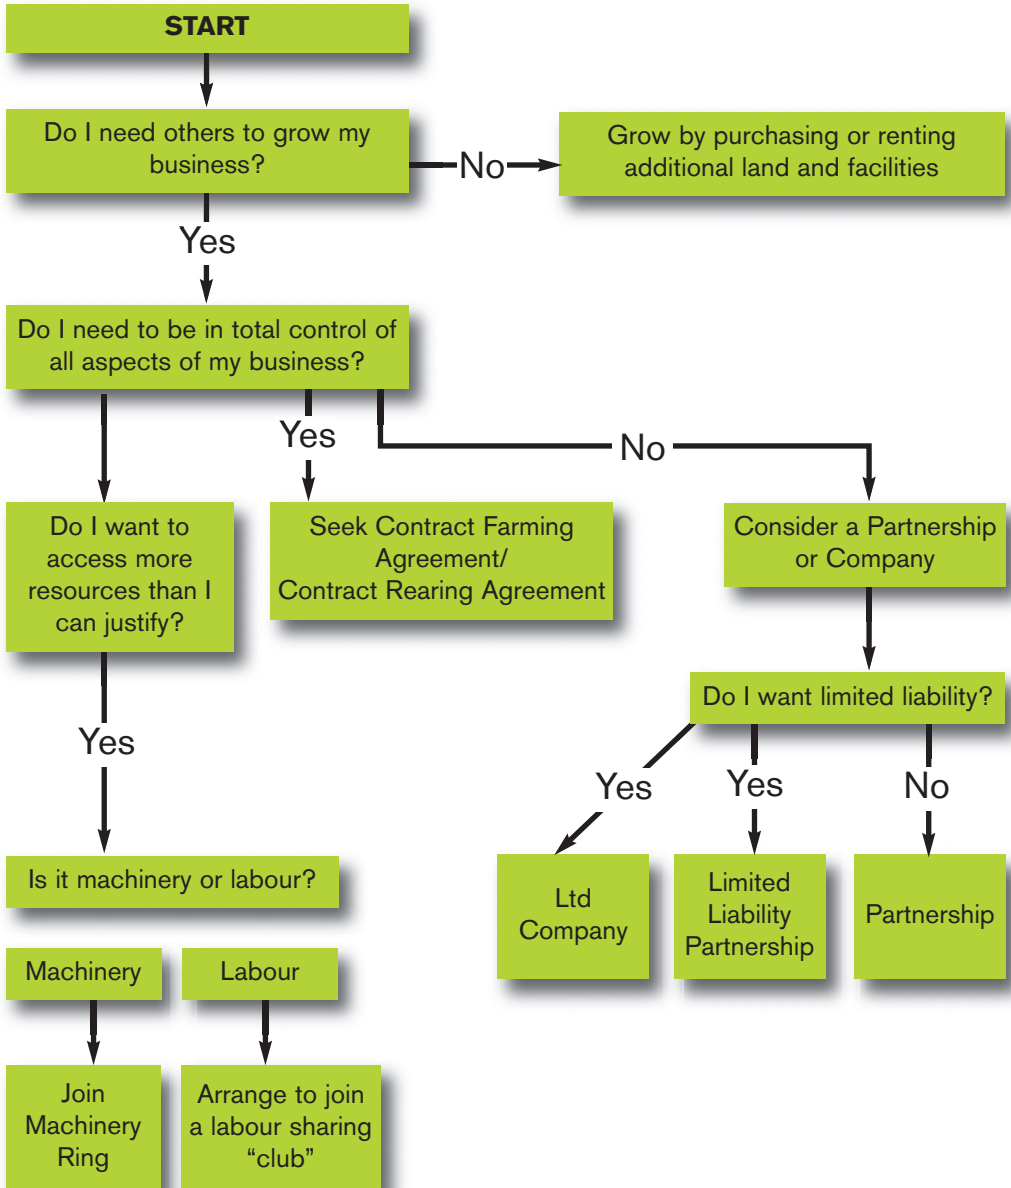 START
Do I need others to grow my
business?
No
Grow by purchasing or renting
additional land and facilities
Yes
Do I need to be in total control of
all aspects of my business?
Yes
No
Do I want to
access more
resources than I
can justify?
Seek Contract Farming
Agreement/
Contract Rearing Agreement
Consider a Partnership
or Company
Do I want limited liability?
Yes
Yes
Yes
No
Is it machinery or labour?
Ltd
Company
Limited
Liability
Partnership
Partnership
Machinery
Labour
Join
Machinery
Ring
Arrange to join
a labour sharing
“club”